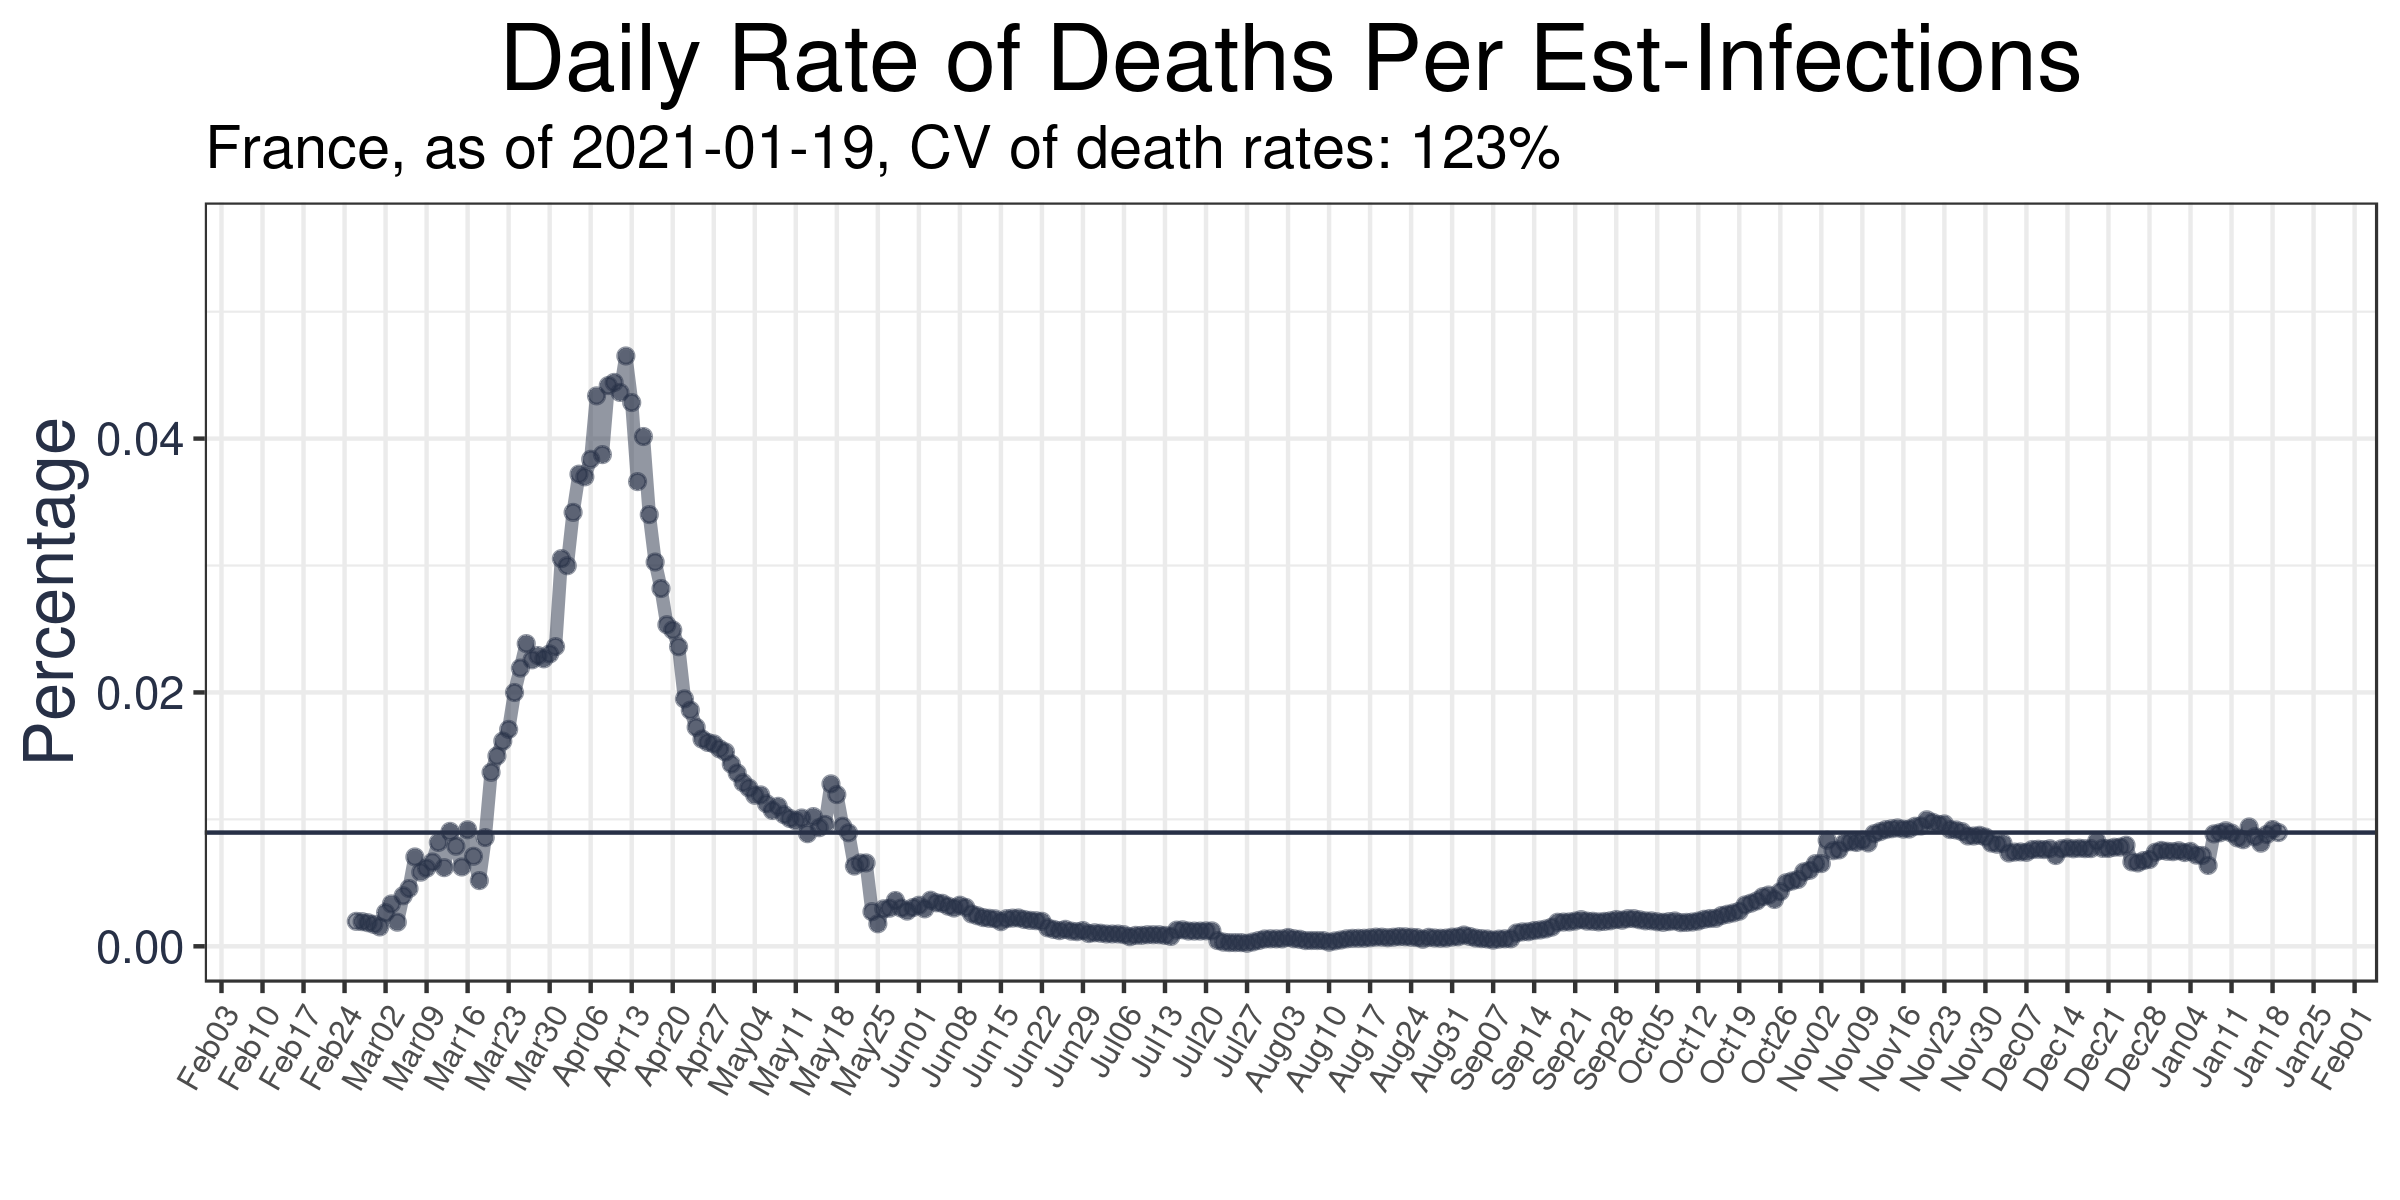 Daily Rate of Deaths Per Est-Infections
France, as of 2021-01-19, CV of death rates: 123%
Percentage
0.04
0.02
0.00
Feb03
Feb10
Feb17
Feb24
Mar02
Mar09
Mar16
Mar23
Mar30
Apr06
Apr13
Apr20
Apr27
May04
May11
May18
May25
Jun01
Jun08
Jun15
Jun22
Jun29
Jul06
Jul13
Jul20
Jul27
Aug03
Aug10
Aug17
Aug24
Aug31
Sep07
Sep14
Sep21
Sep28
Oct05
Oct12
Oct19
Oct26
Nov02
Nov09
Nov16
Nov23
Nov30
Dec07
Dec14
Dec21
Dec28
Jan04
Jan11
Jan18
Jan25
Feb01